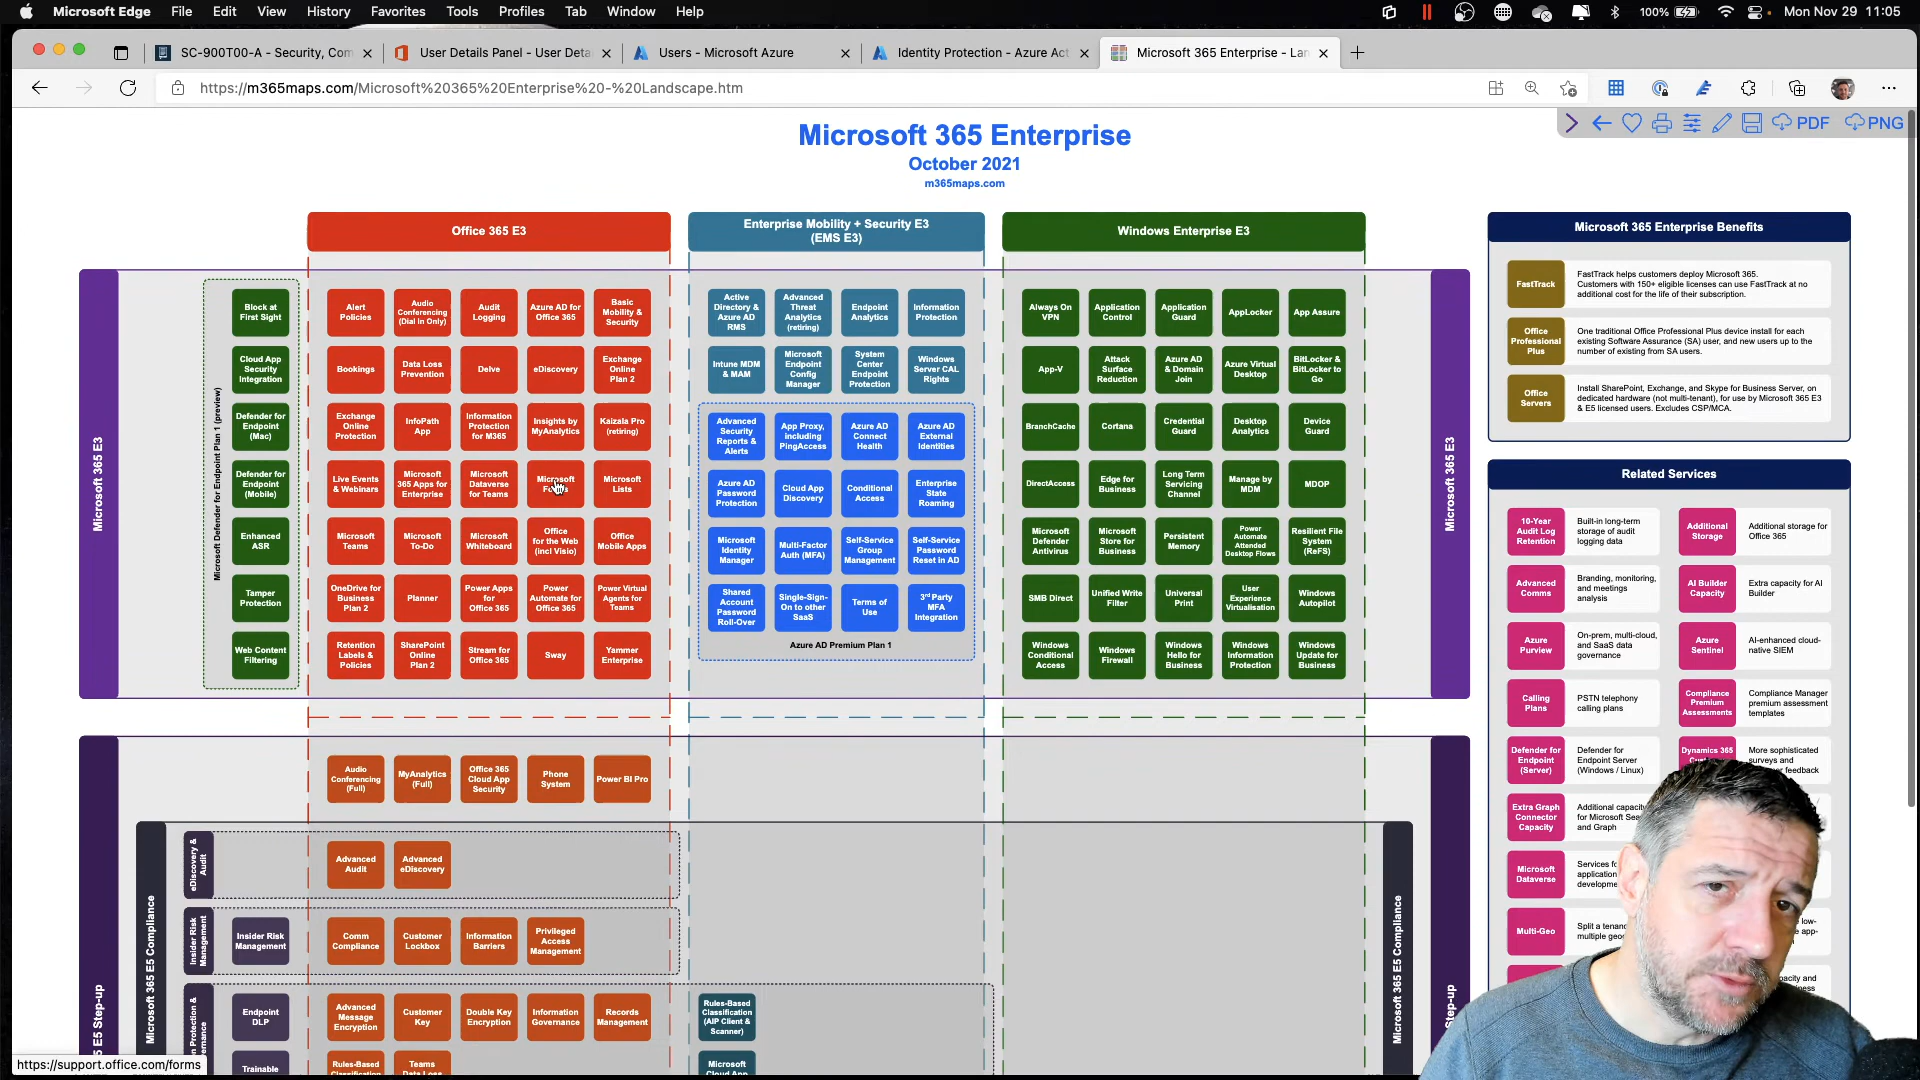 Microsoft Edge File Edit View History Favorites Tools Profiles Tab Window Help
100% Mon Nov 29 11:05
SC-900T00-A - Security, Com
User Details Panel - User Deta
Users - Microsoft Azure
Identity Protection - Azure Act
Microsoft 365 Enterprise - Lan
https://m365maps.com/Microsoft%20365%20Enterprise%20-%20Landscape.htm
PDF
PNG
Microsoft 365 Enterprise
October 2021
m365maps.com
Office 365 E3
Enterprise Mobility + Security E3
(EMS E3)
Windows Enterprise E3
Microsoft 365 E3
Microsoft Defender for Endpoint Plan 1 (preview)
Block at
First Sight
Cloud App
Security
Integration
Defender for
Endpoint
(Mac)
Defender for
Endpoint
(Mobile)
Enhanced
ASR
Tamper
Protection
Web Content
Filtering
Alert
Policies
Audio
Conferencing
(Dial In Only)
Audit
Logging
Azure AD for
Office 365
Basic
Mobility &
Security
Bookings
Data Loss
Prevention
Delve
eDiscovery
Exchange
Online
Plan 2
Exchange
Online
Protection
InfoPath
App
Information
Protection
for M365
Insights by
MyAnalytics
Kaizala Pro
(retiring)
Live Events
& Webinars
Microsoft
365 Apps for
Enterprise
Microsoft
Dataverse
for Teams
Microsoft
Microsoft
Lists
Microsoft
Teams
Microsoft
To-Do
Microsoft
Whiteboard
Office
for the Web
(incl Visio)
Office
Mobile Apps
OneDrive for
Business
Plan 2
Planner
Power Apps
for
Office 365
Power
Automate for
Office 365
Power Virtual
Agents for
Teams
Retention
Labels &
Policies
SharePoint
Online
Plan 2
Stream for
Office 365
Sway
Yammer
Enterprise
Active
Directory &
Azure AD
RMS
Advanced
Threat
Analytics
(retiring)
Endpoint
Analytics
Information
Protection
Intune MDM
& MAM
Microsoft
Endpoint
Config
Manager
System
Center
Endpoint
Protection
Windows
Server CAL
Rights
Advanced
Security
Reports &
Alerts
App Proxy,
including
PingAccess
Azure AD
Connect
Health
Azure AD
External
Identities
Azure AD
Password
Protection
Cloud App
Discovery
Conditional
Access
Enterprise
State
Roaming
Microsoft
Identity
Manager
Multi-Factor
Auth (MFA)
Self-Service
Group
Management
Self-Service
Password
Reset in AD
Shared
Account
Password
Roll-Over
Single-Sign-
On to other
SaaS
Terms of
Use
3rd Party
MFA
Integration
Azure AD Premium Plan 1
Always On
VPN
Application
Control
Application
Guard
AppLocker
App Assure
App-V
Attack
Surface
Reduction
Azure AD
& Domain
Join
Azure Virtual
Desktop
BitLocker &
BitLocker to
Go
BranchCache
Cortana
Credential
Guard
Desktop
Analytics
Device
Guard
DirectAccess
Edge for
Business
Long Term
Servicing
Channel
Manage by
MDM
MDOP
Microsoft
Defender
Antivirus
Microsoft
Store for
Business
Persistent
Memory
Power
Automate
Attended
Desktop Flows
Resilient File
System
(ReFS)
SMB Direct
Unified Write
Filter
Universal
Print
User
Experience
Virtualisation
Windows
Autopilot
Windows
Conditional
Access
Windows
Firewall
Windows
Hello for
Business
Windows
Information
Protection
Windows
Update for
Business
Microsoft 365 E3
Microsoft 365 Enterprise Benefits
FastTrack
FastTrack helps customers deploy Microsoft 365.
Customers with 150+ eligible licenses can use FastTrack at no
additional cost for the life of their subscription.
Office
Professional
Plus
One traditional Office Professional Plus device install for each
existing Software Assurance (SA) user, and new users up to the
number of existing from SA users.
Office
Servers
Install SharePoint, Exchange, and Skype for Business Server, on
dedicated hardware (not multi-tenant), for use by Microsoft 365 E3
& E5 licensed users. Excludes CSP/MCA.
Related Services
10-Year
Audit Log
Retention
Built-in long-term
storage of audit
logging data
Additional
Storage
Additional storage for
Office 365
Advanced
Comms
Branding, monitoring,
and meetings
analysis
AI Builder
Capacity
Extra capacity for AI
Builder
Azure
Purview
On-prem, multi-cloud,
and SaaS data
governance
Azure
Sentinel
AI-enhanced cloud-
native SIEM
Calling
Plans
PSTN telephony
calling plans
Compliance
Premium
Assessments
Compliance Manager
premium assessment
templates
Defender for
Endpoint
(Server)
Defender for
Endpoint Server
(Windows / Linux)
Dynamics 365
More sophisticated
surveys and
feedback
Extra Graph
Connector
Capacity
Additional
for Microsoft
and Graph
Microsoft
Dataverse
Services
application
Multi-Geo
Split a
multiple
E5 Step-up
Audio
Conferencing
(Full)
MyAnalytics
(Full)
Office 365
Cloud App
Security
Phone
System
Power BI Pro
Microsoft 365 E5 Compliance
eDiscovery &
Audit
Advanced
Audit
Advanced
eDiscovery
Insider Risk
Management
Insider Risk
Management
Comm
Compliance
Customer
Lockbox
Information
Barriers
Privileged
Access
Management
Endpoint
DLP
Advanced
Message
Encryption
Customer
Key
Double Key
Encryption
Information
Governance
Records
Management
Rules-Based
Classification
(AIP Client &
Scanner)
Trainable
Rules-Based
Teams
Data Loss
Microsoft
Cloud App
Microsoft 365 E5 Compliance
Step-up
https://support.office.com/forms